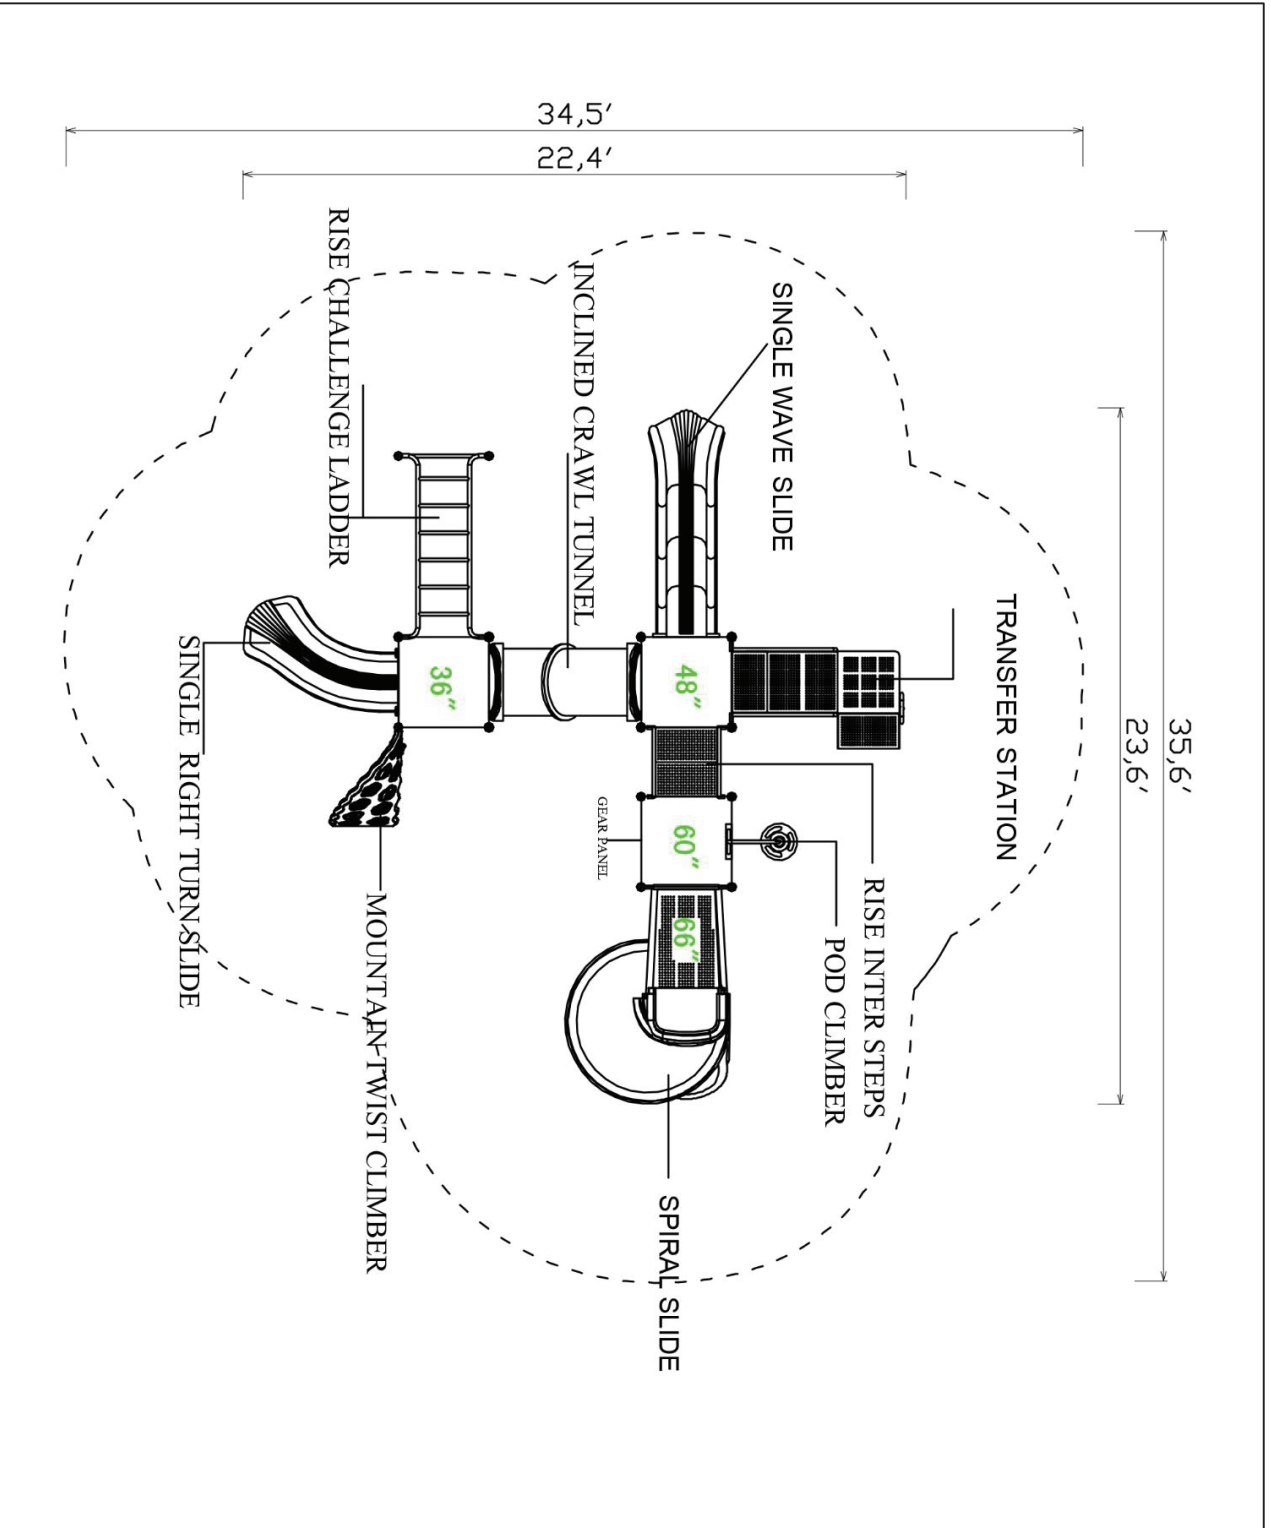 34,5′
22,4′
RISE CHALLENGE LADDER
INCLINED CRAWL TUNNEL
SINGLE WAVE SLIDE
TRANSFER STATION
35,6′
23,6′
SINGLE RIGHT TURN SLIDE
36″
48″
60″
66″
GEAR PANEL
MOUNTAIN TWIST CLIMBER
RISE INTER STEPS
POD CLIMBER
SPIRAL SLIDE